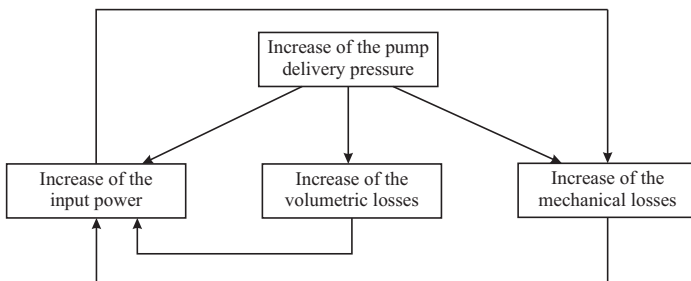 Increase of the pump
delivery pressure
Increase of the
input power
Increase of the
volumetric losses
Increase of the
mechanical losses